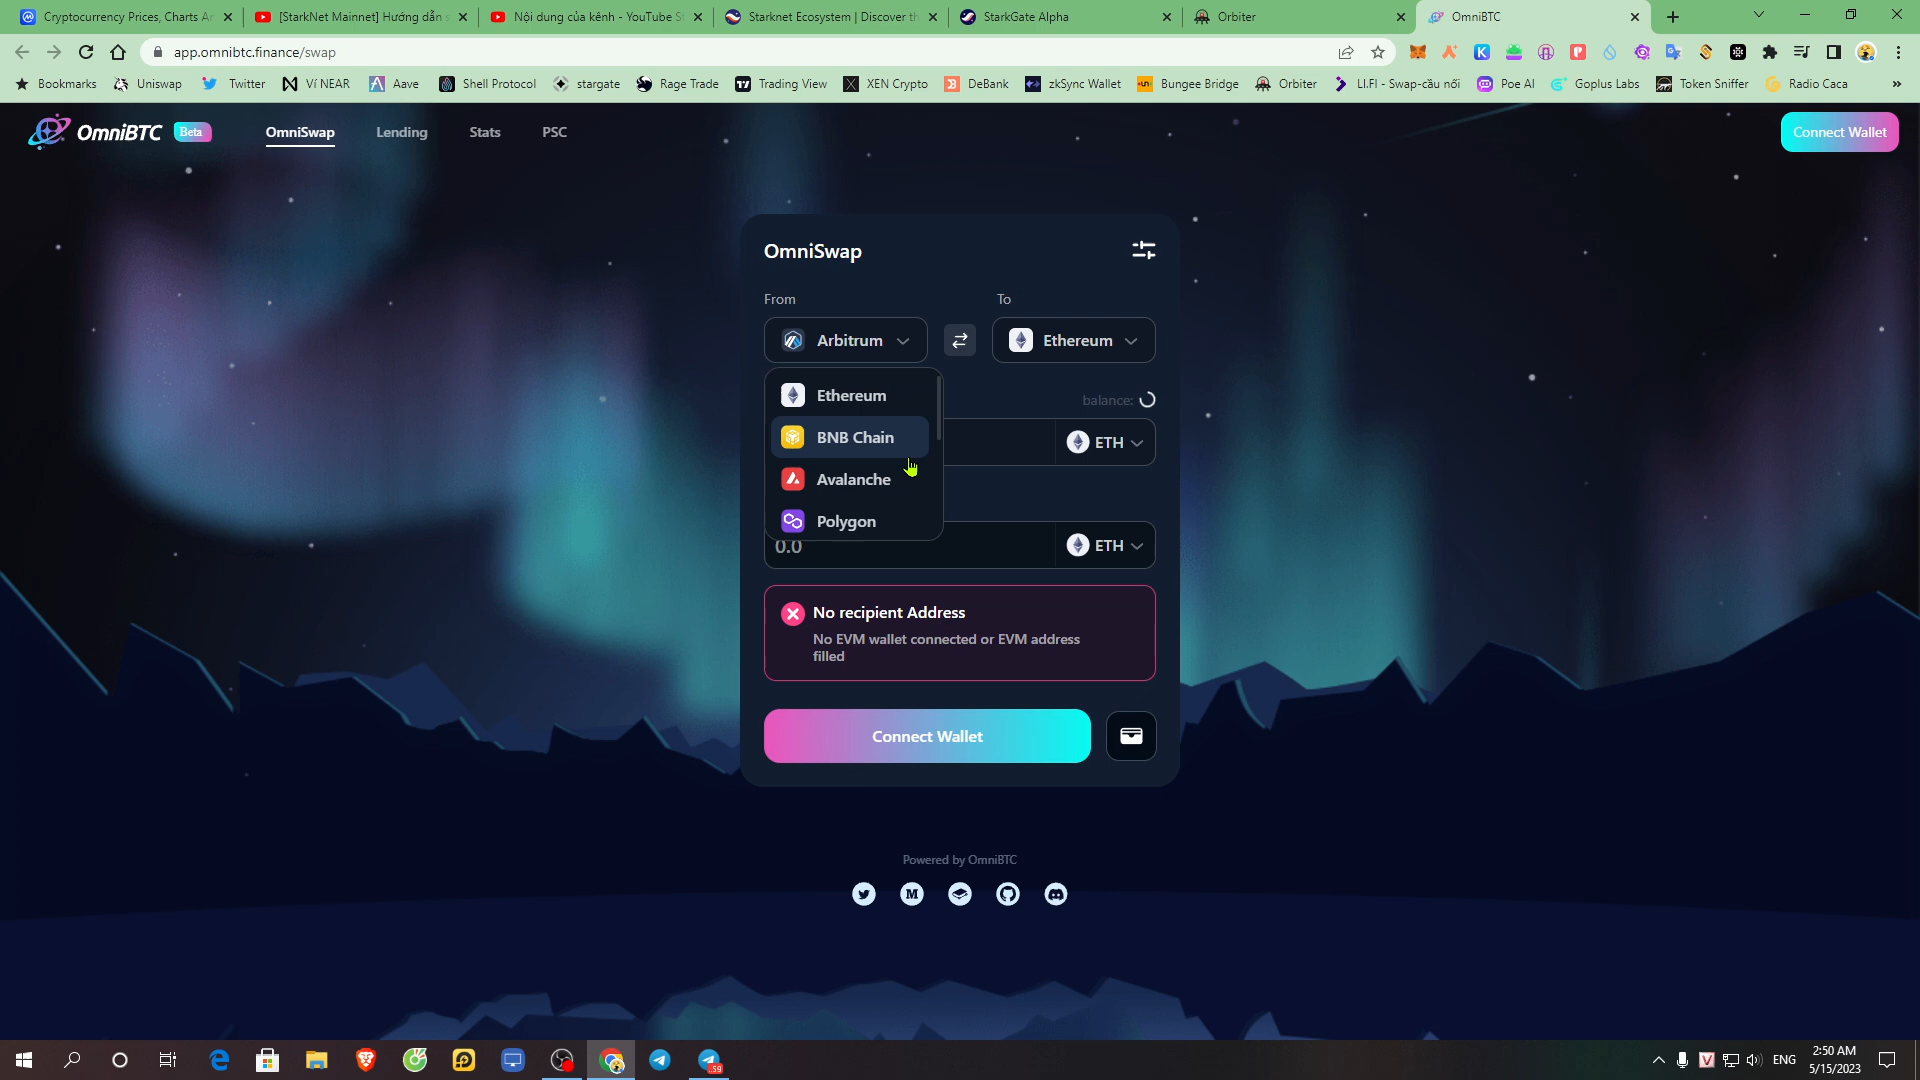 Cryptocurrency Prices, Charts Ar
[StarkNet Mainnet] Hướng dẫn
Nội dung của kênh - YouTube S
Starknet Ecosystem | Discover th
StarkGate Alpha
Orbiter
OmniBTC
app.omnibtc.finance/swap
Bookmarks
Uniswap
Twitter
Ví NEAR
Aave
Shell Protocol
stargate
Rage Trade
Trading View
XEN Crypto
DeBank
zkSync Wallet
Bungee Bridge
Orbiter
LI.FI - Swap-cầu nối
Poe AI
Goplus Labs
Token Sniffer
Radio Caca
»
OmniBTC Beta
OmniSwap
Lending
Stats
PSC
Connect Wallet
OmniSwap
From
To
Arbitrum
Ethereum
Ethereum
balance:
BNB Chain
ETH
Avalanche
Polygon
0.0
ETH
No recipient Address
No EVM wallet connected or EVM address
filled
Connect Wallet
Powered by OmniBTC
ENG
2:50 AM
5/15/2023
59